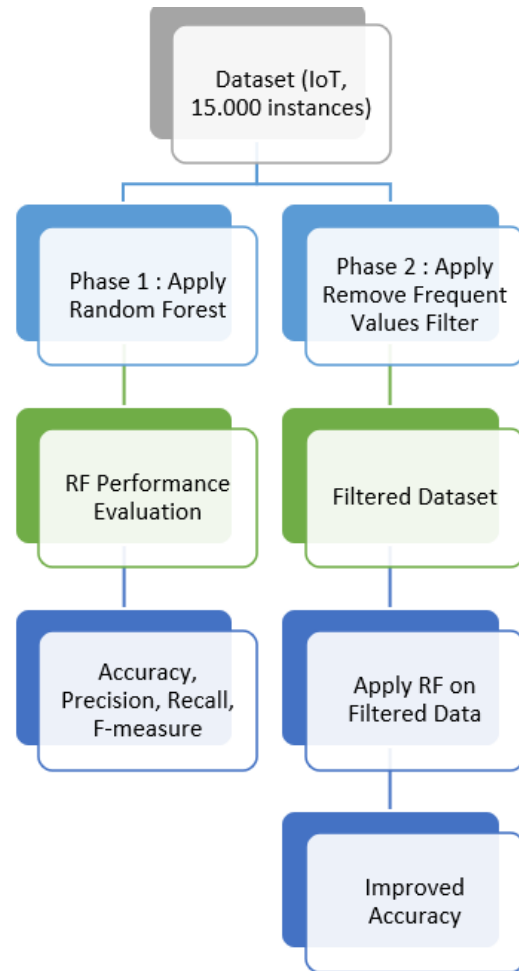 Dataset (IoT,
15.000 instances)
Phase 1 : Apply
Random Forest
Phase 2 : Apply
Remove Frequent
Values Filter
RF Performance
Evaluation
Filtered Dataset
Accuracy,
Precision, Recall,
F-measure
Apply RF on
Filtered Data
Improved
Accuracy